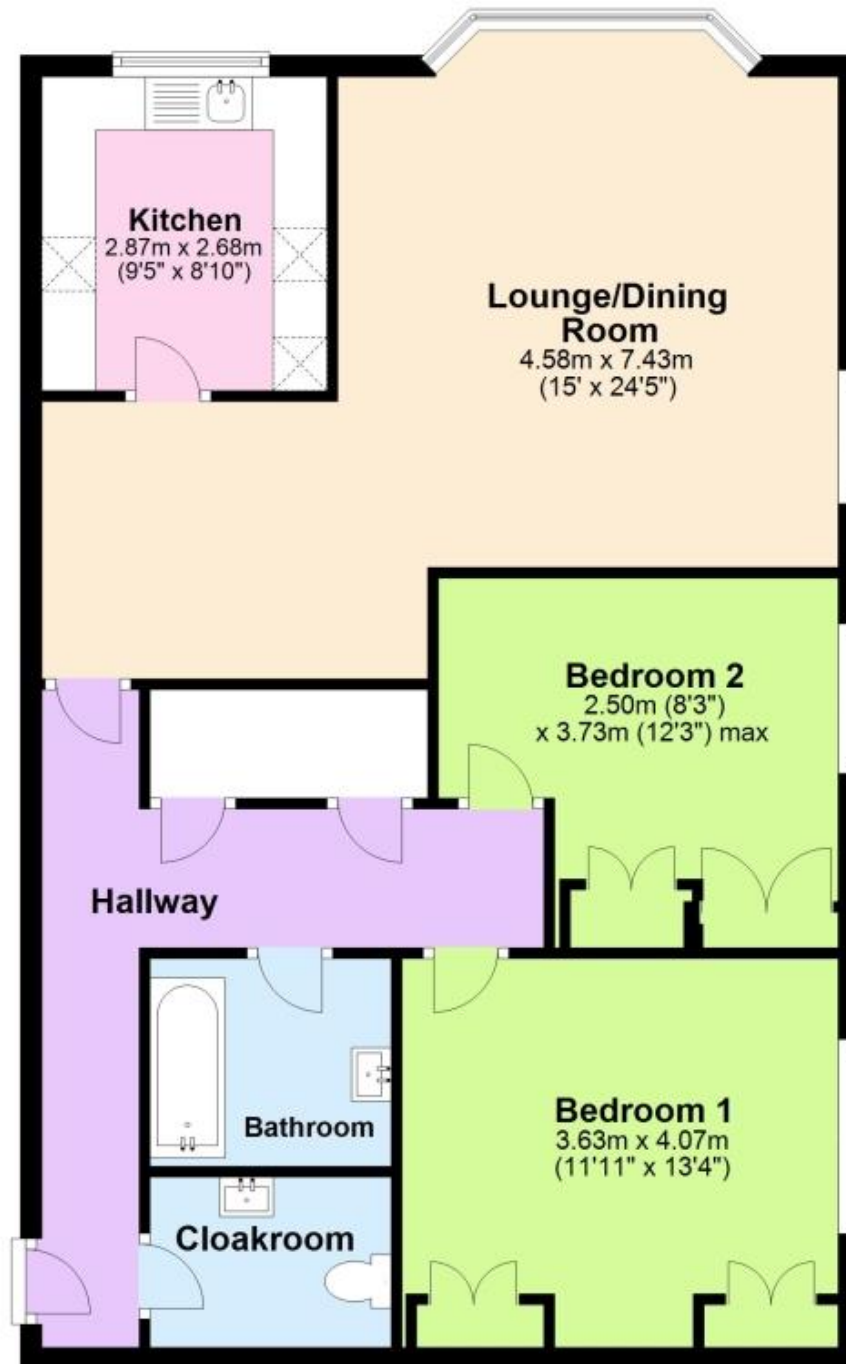 Kitchen
2.87m x 2.68m
(9'5" x 8'10")
Lounge/Dining
Room
4.58m x 7.43m
(15' x 24'5")
Bedroom 2
2.50m (8'3")
x 3.73m (12'3") max
Hallway
Bathroom
Bedroom 1
3.63m x 4.07m
(11'11" x 13'4")
Cloakroom